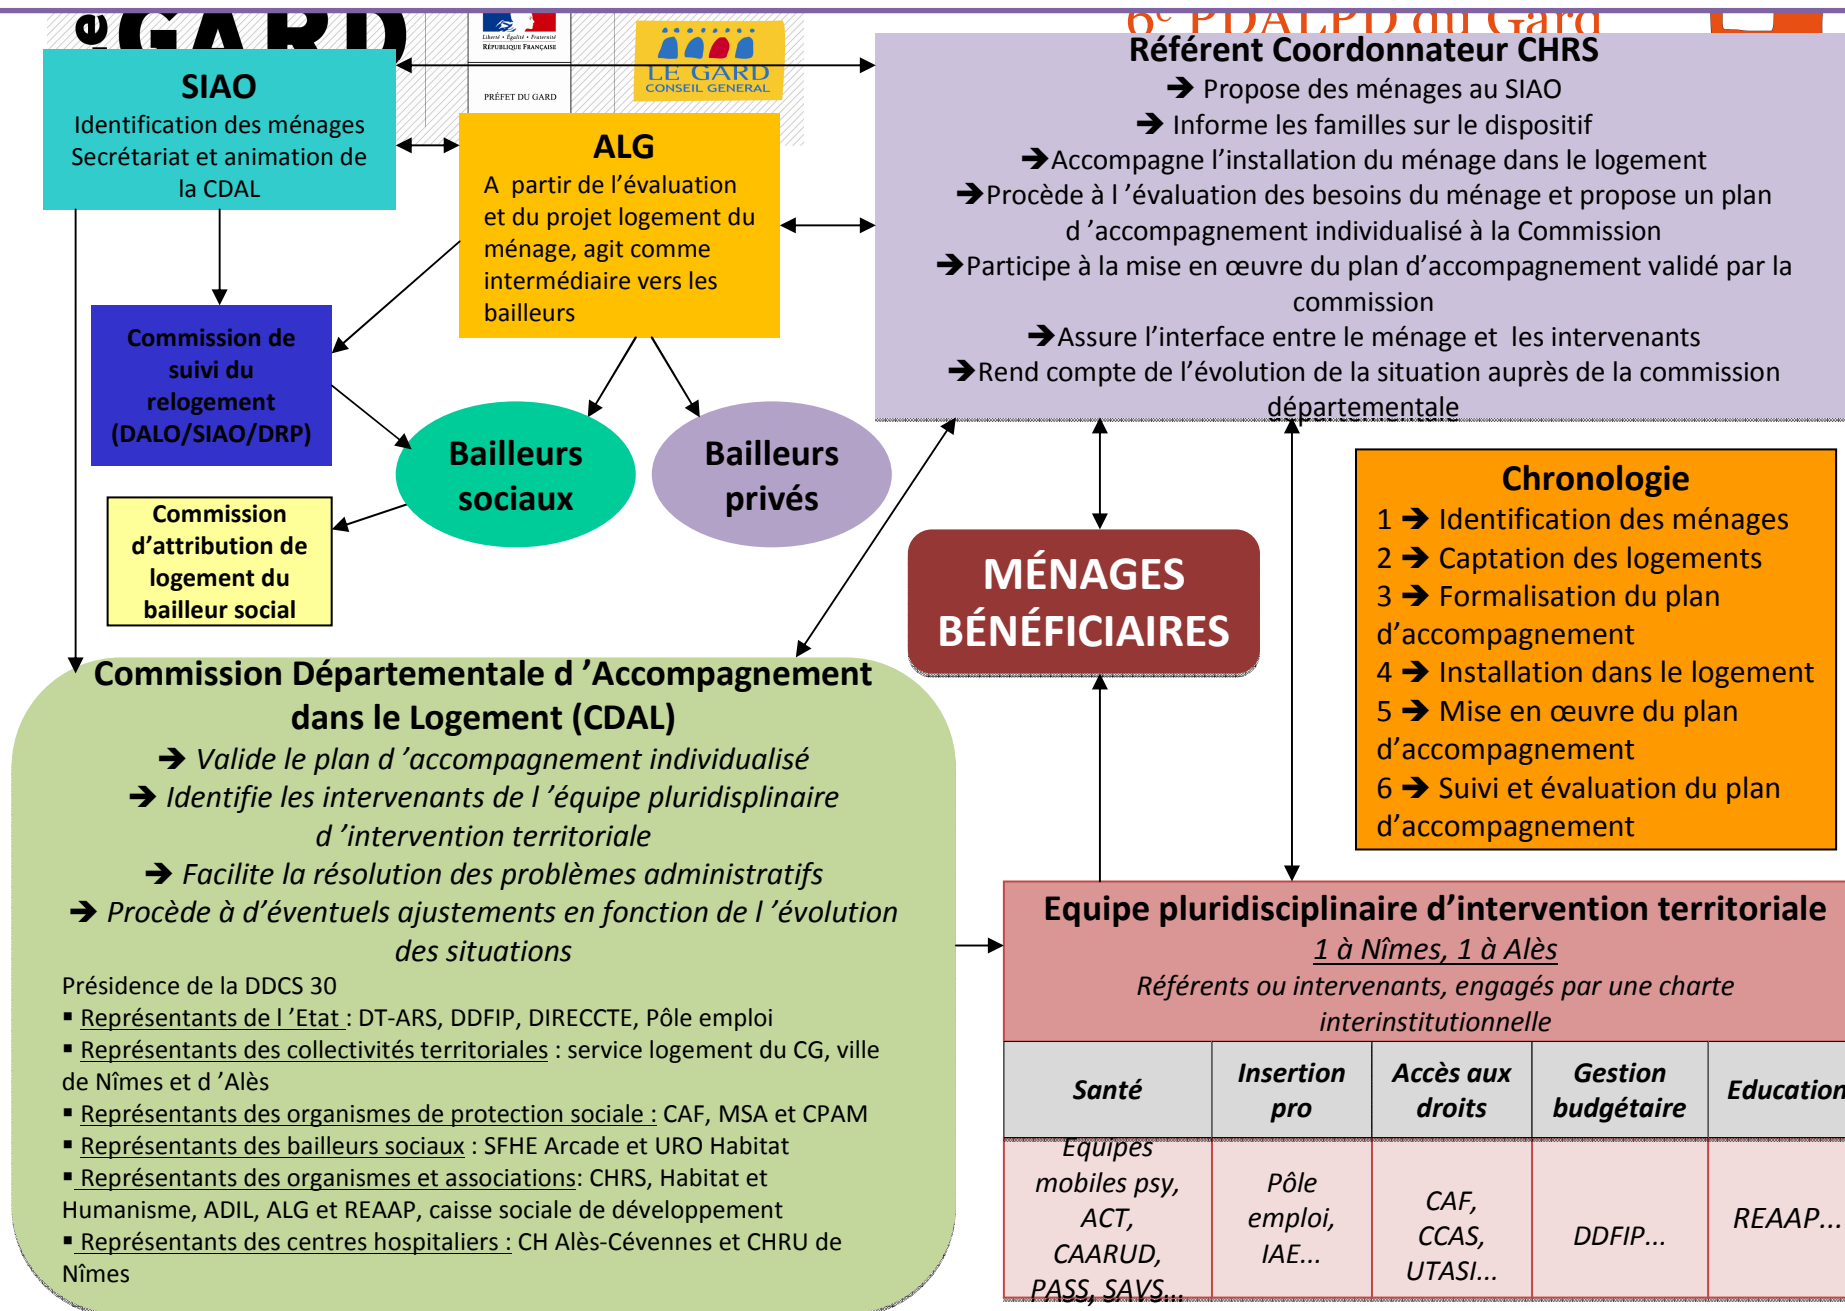 le GARD
Liberté • Égalité • Fraternité
RÉPUBLIQUE FRANÇAISE
PRÉFET DU GARD
LE GARD
CONSEIL GENERAL
6e PDALPD du Gard
SIAO
Identification des ménages
Secrétariat et animation de
la CDAL
ALG
A partir de l’évaluation
et du projet logement du
ménage, agit comme
intermédiaire vers les
bailleurs
Référent Coordonnateur CHRS
➔ Propose des ménages au SIAO
➔ Informe les familles sur le dispositif
➔Accompagne l’installation du ménage dans le logement
➔Procède à l ’évaluation des besoins du ménage et propose un plan
d ’accompagnement individualisé à la Commission
➔Participe à la mise en œuvre du plan d’accompagnement validé par la
commission
➔Assure l’interface entre le ménage et les intervenants
➔Rend compte de l’évolution de la situation auprès de la commission
départementale
Commission de
suivi du
relogement
(DALO/SIAO/DRP)
Bailleurs
sociaux
Bailleurs
privés
Commission
d’attribution de
logement du
bailleur social
MÉNAGES
BÉNÉFICIAIRES
Chronologie
1 ➔ Identification des ménages
2 ➔ Captation des logements
3 ➔ Formalisation du plan
d’accompagnement
4 ➔ Installation dans le logement
5 ➔ Mise en œuvre du plan
d’accompagnement
6 ➔ Suivi et évaluation du plan
d’accompagnement
Commission Départementale d ’Accompagnement
dans le Logement (CDAL)
➔ Valide le plan d ’accompagnement individualisé
➔ Identifie les intervenants de l ’équipe pluridisplinaire
d ’intervention territoriale
➔ Facilite la résolution des problèmes administratifs
➔ Procède à d’éventuels ajustements en fonction de l ’évolution
des situations
Présidence de la DDCS 30
▪ Représentants de l ’Etat : DT-ARS, DDFIP, DIRECCTE, Pôle emploi
▪ Représentants des collectivités territoriales : service logement du CG, ville
de Nîmes et d ’Alès
▪ Représentants des organismes de protection sociale : CAF, MSA et CPAM
▪ Représentants des bailleurs sociaux : SFHE Arcade et URO Habitat
▪ Représentants des organismes et associations: CHRS, Habitat et
Humanisme, ADIL, ALG et REAAP, caisse sociale de développement
▪ Représentants des centres hospitaliers : CH Alès-Cévennes et CHRU de
Nîmes
Equipe pluridisciplinaire d’intervention territoriale
1 à Nîmes, 1 à Alès
Référents ou intervenants, engagés par une charte
interinstitutionnelle
Santé
Insertion
pro
Accès aux
droits
Gestion
budgétaire
Education
Equipes
mobiles psy,
ACT,
CAARUD,
PASS, SAVS...
Pôle
emploi,
IAE...
CAF,
CCAS,
UTASI...
DDFIP...
REAAP...